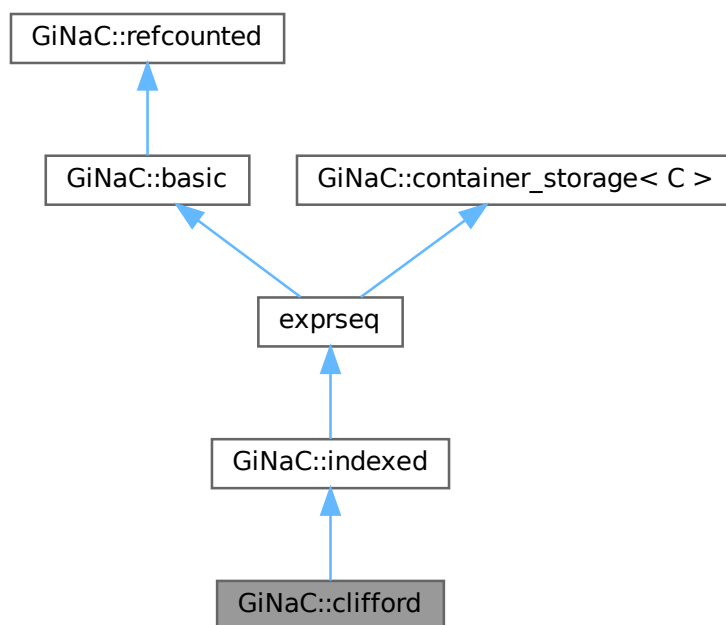 GiNaC::refcounted
GiNaC::basic
GiNaC::container_storage< C >
exprseq
GiNaC::indexed
GiNaC::clifford